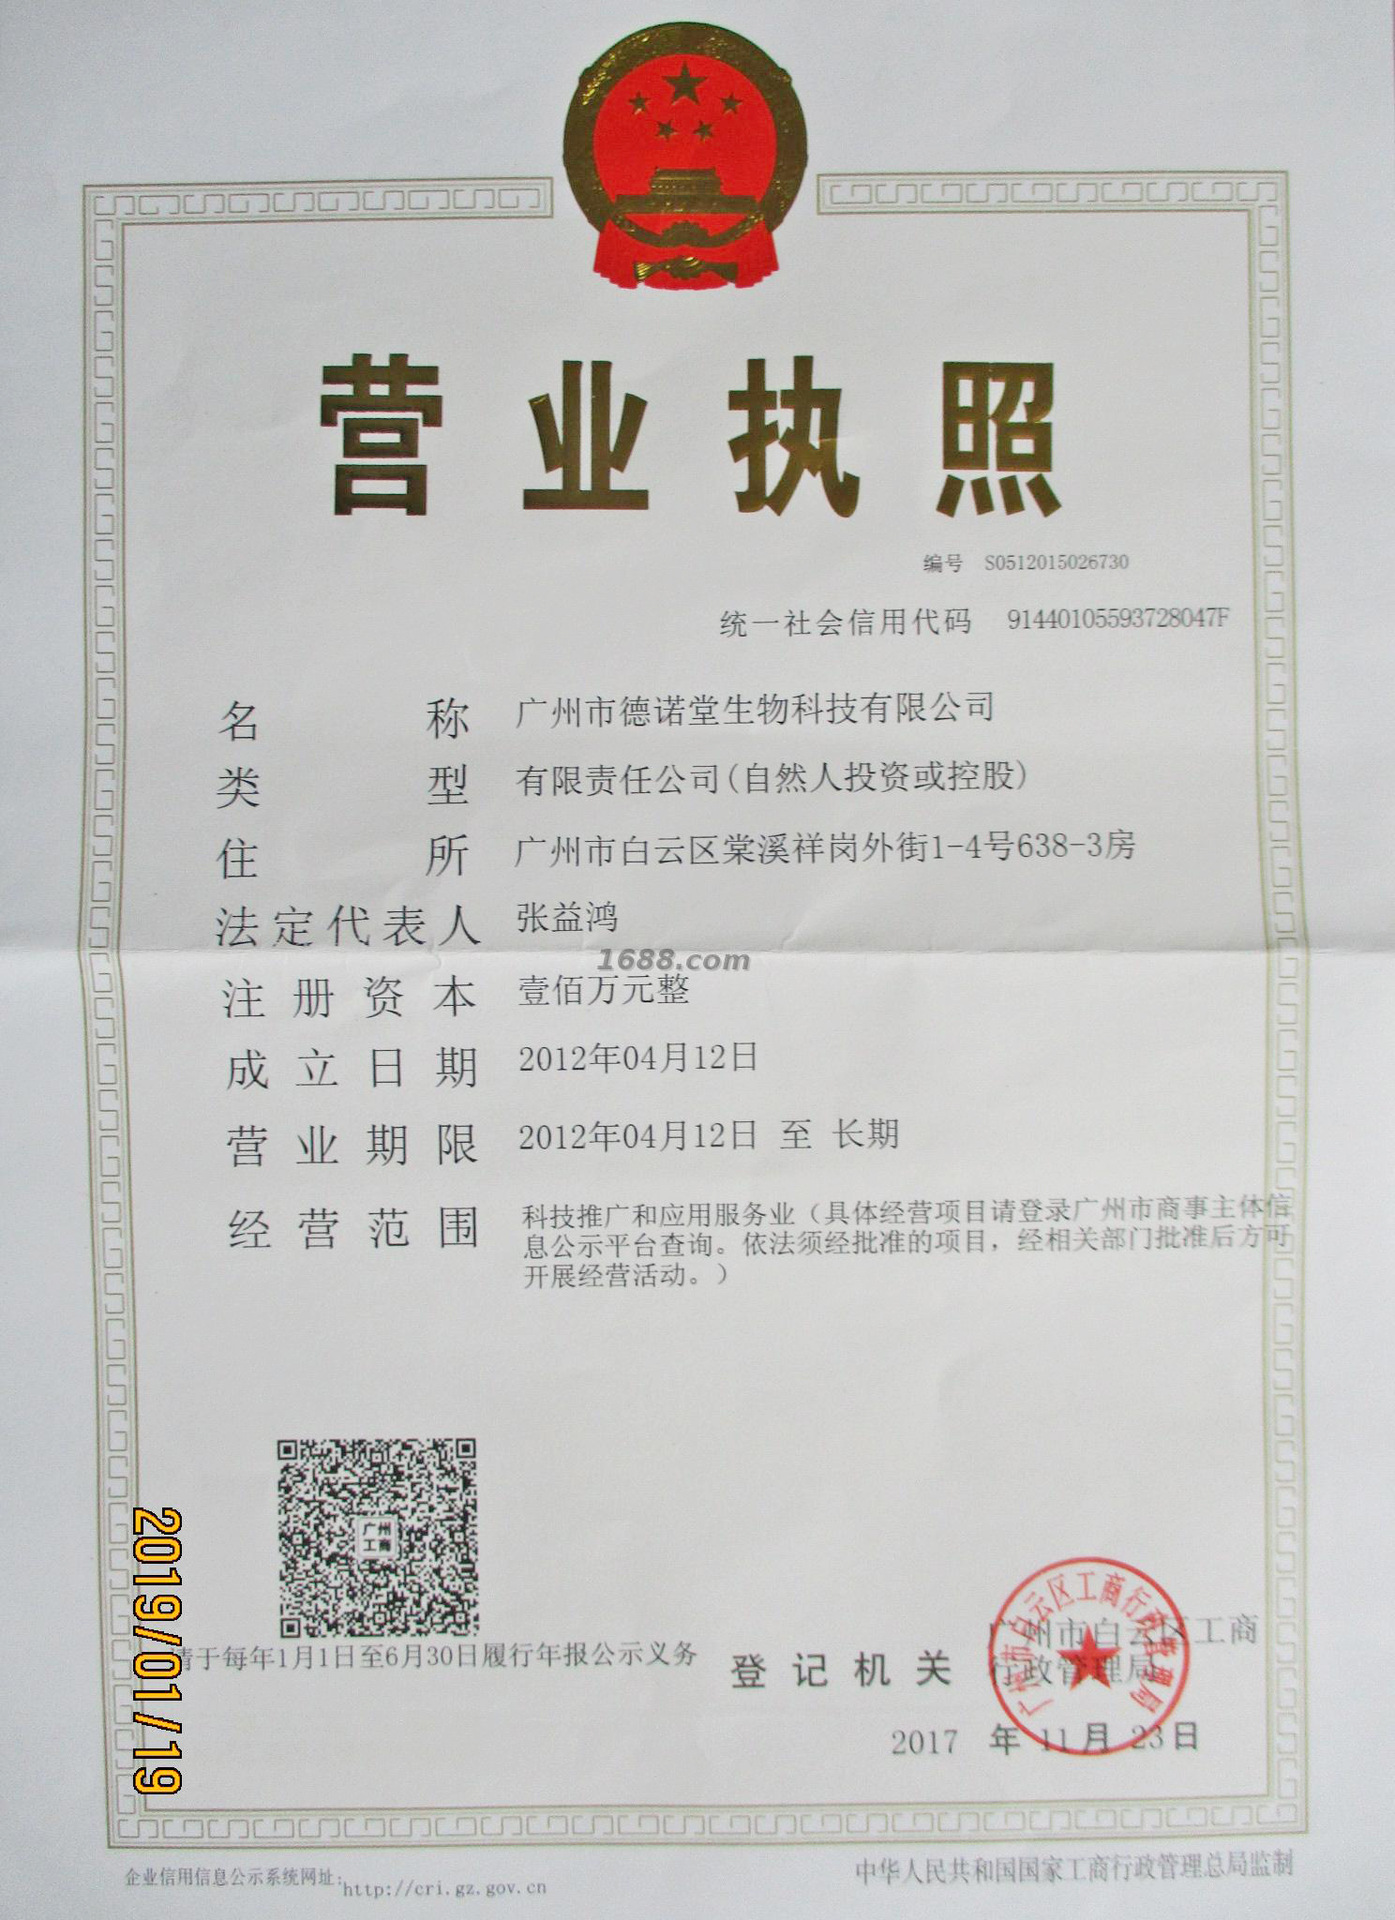 营业执照
编号 S0512015026730
统一社会信用代码 91440105593728047F
名称 广州市德诺堂生物科技有限公司
类型 有限责任公司(自然人投资或控股)
住所 广州市白云区棠溪祥岗外街1-4号638-3房
法定代表人 张益鸿
1688.com
注册资本 壹佰万元整
成立日期 2012年04月12日
营业期限 2012年04月12日 至 长期
经营范围 科技推广和应用服务业（具体经营项目请登录广州市商事主体信
息公示平台查询。依法须经批准的项目，经相关部门批准后方可
开展经营活动。）
广州
工商
请于每年1月1日至6月30日履行年报公示义务
登记机关
广州市白云区工商
行政管理局
广州市白云区工商行政管理局
2017 年 11 月 23 日
2019/01/19
企业信用信息公示系统网址：http://cri.gz.gov.cn
中华人民共和国国家工商行政管理总局监制